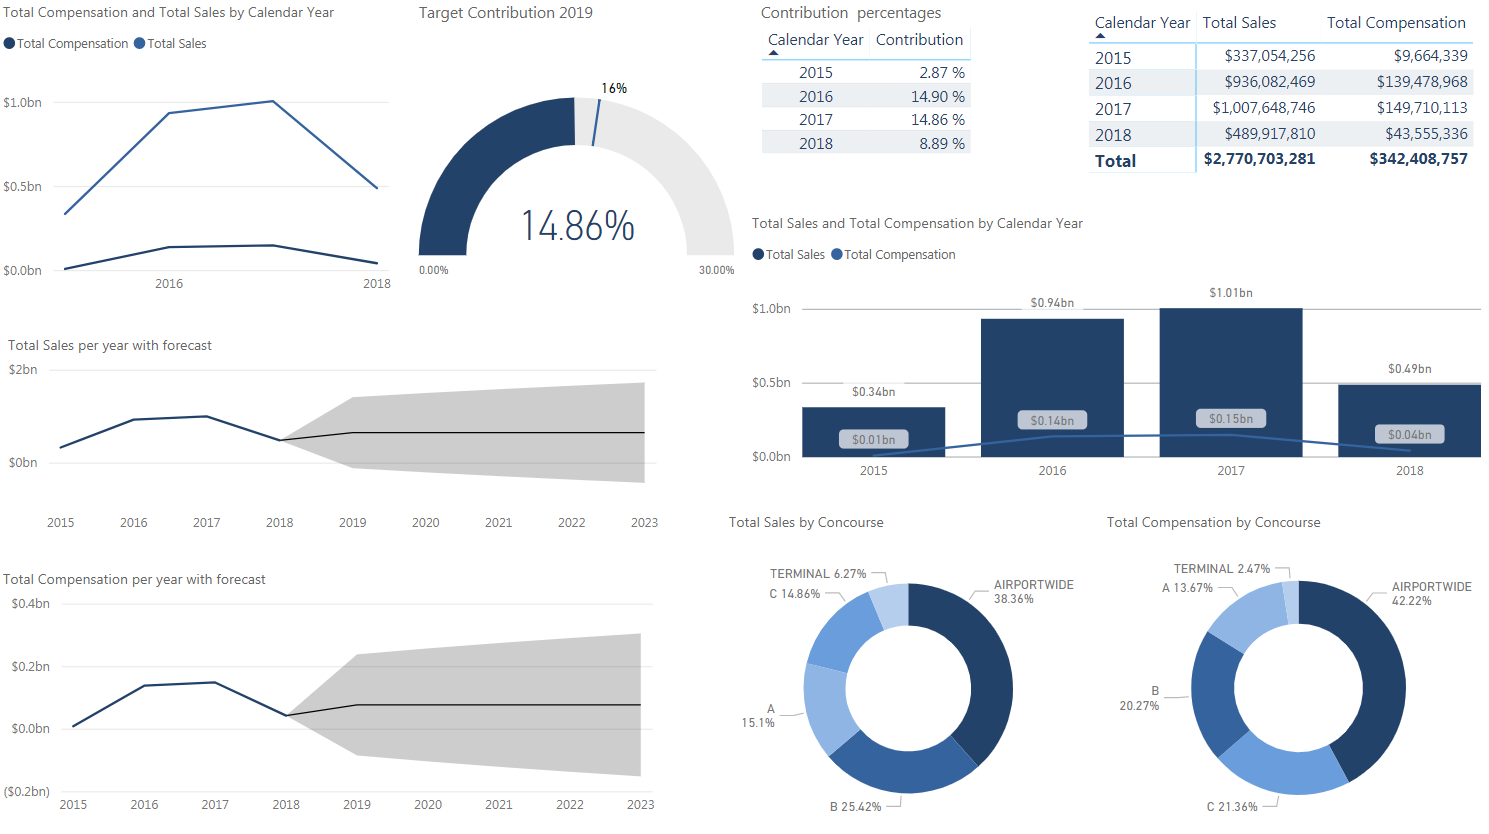 Total Compensation and Total Sales by Calendar Year
Total Compensation Total Sales
$1.0bn
$0.5bn
$0.0bn
2016 2018
Target Contribution 2019
16%
14.86%
0.00% 30.00%
Contribution percentages
Calendar Year Contribution
2015 2.87 %
2016 14.90 %
2017 14.86 %
2018 8.89 %
Calendar Year Total Sales Total Compensation
2015 $337,054,256 $9,664,339
2016 $936,082,469 $139,478,968
2017 $1,007,648,746 $149,710,113
2018 $489,917,810 $43,555,336
Total $2,770,703,281 $342,408,757
Total Sales and Total Compensation by Calendar Year
Total Sales Total Compensation
$1.01bn
$0.94bn
$1.0bn
$0.49bn
$0.5bn
$0.34bn
$0.15bn
$0.14bn
$0.04bn
$0.01bn
$0.0bn
2015 2016 2017 2018
Total Sales per year with forecast
$2bn
$0bn
2015 2016 2017 2018 2019 2020 2021 2022 2023
Total Compensation per year with forecast
$0.4bn
$0.2bn
$0.0bn
($0.2bn)
2015 2016 2017 2018 2019 2020 2021 2022 2023
Total Sales by Concourse
TERMINAL 6.27%
C 14.86%
AIRPORTWIDE
38.36%
A
15.1%
B 25.42%
Total Compensation by Concourse
TERMINAL 2.47%
A 13.67%
AIRPORTWIDE
42.22%
B
20.27%
C 21.36%